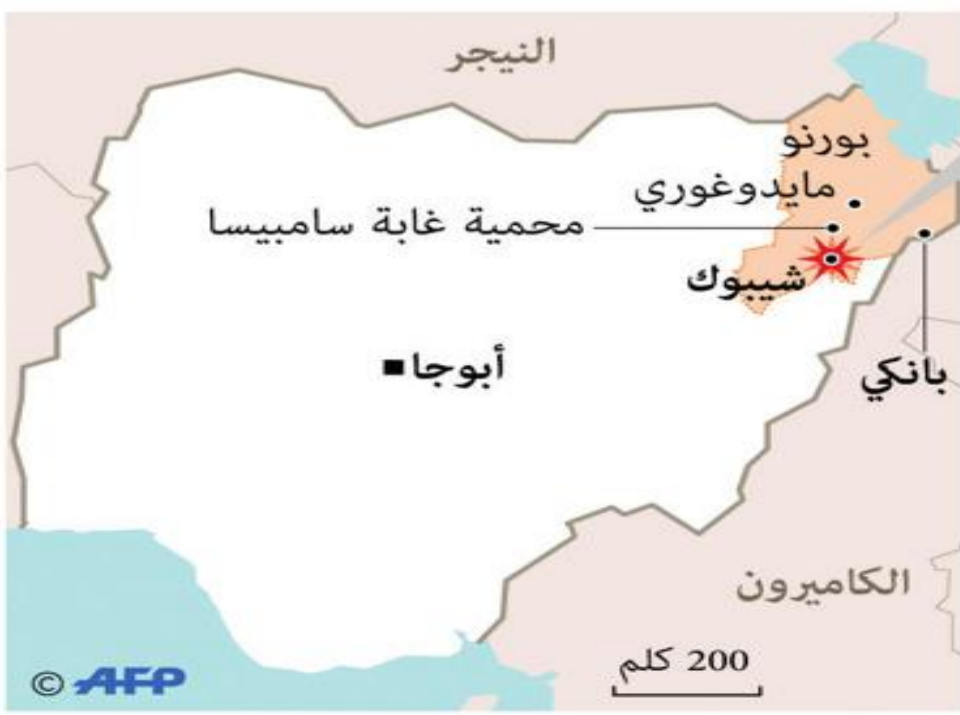 النيجر
بورنو
مايدوغوري
محمية غابة سامبيسا
شيبوك
أبوجا
بانكي
الكاميرون
200 كلم
© AFP